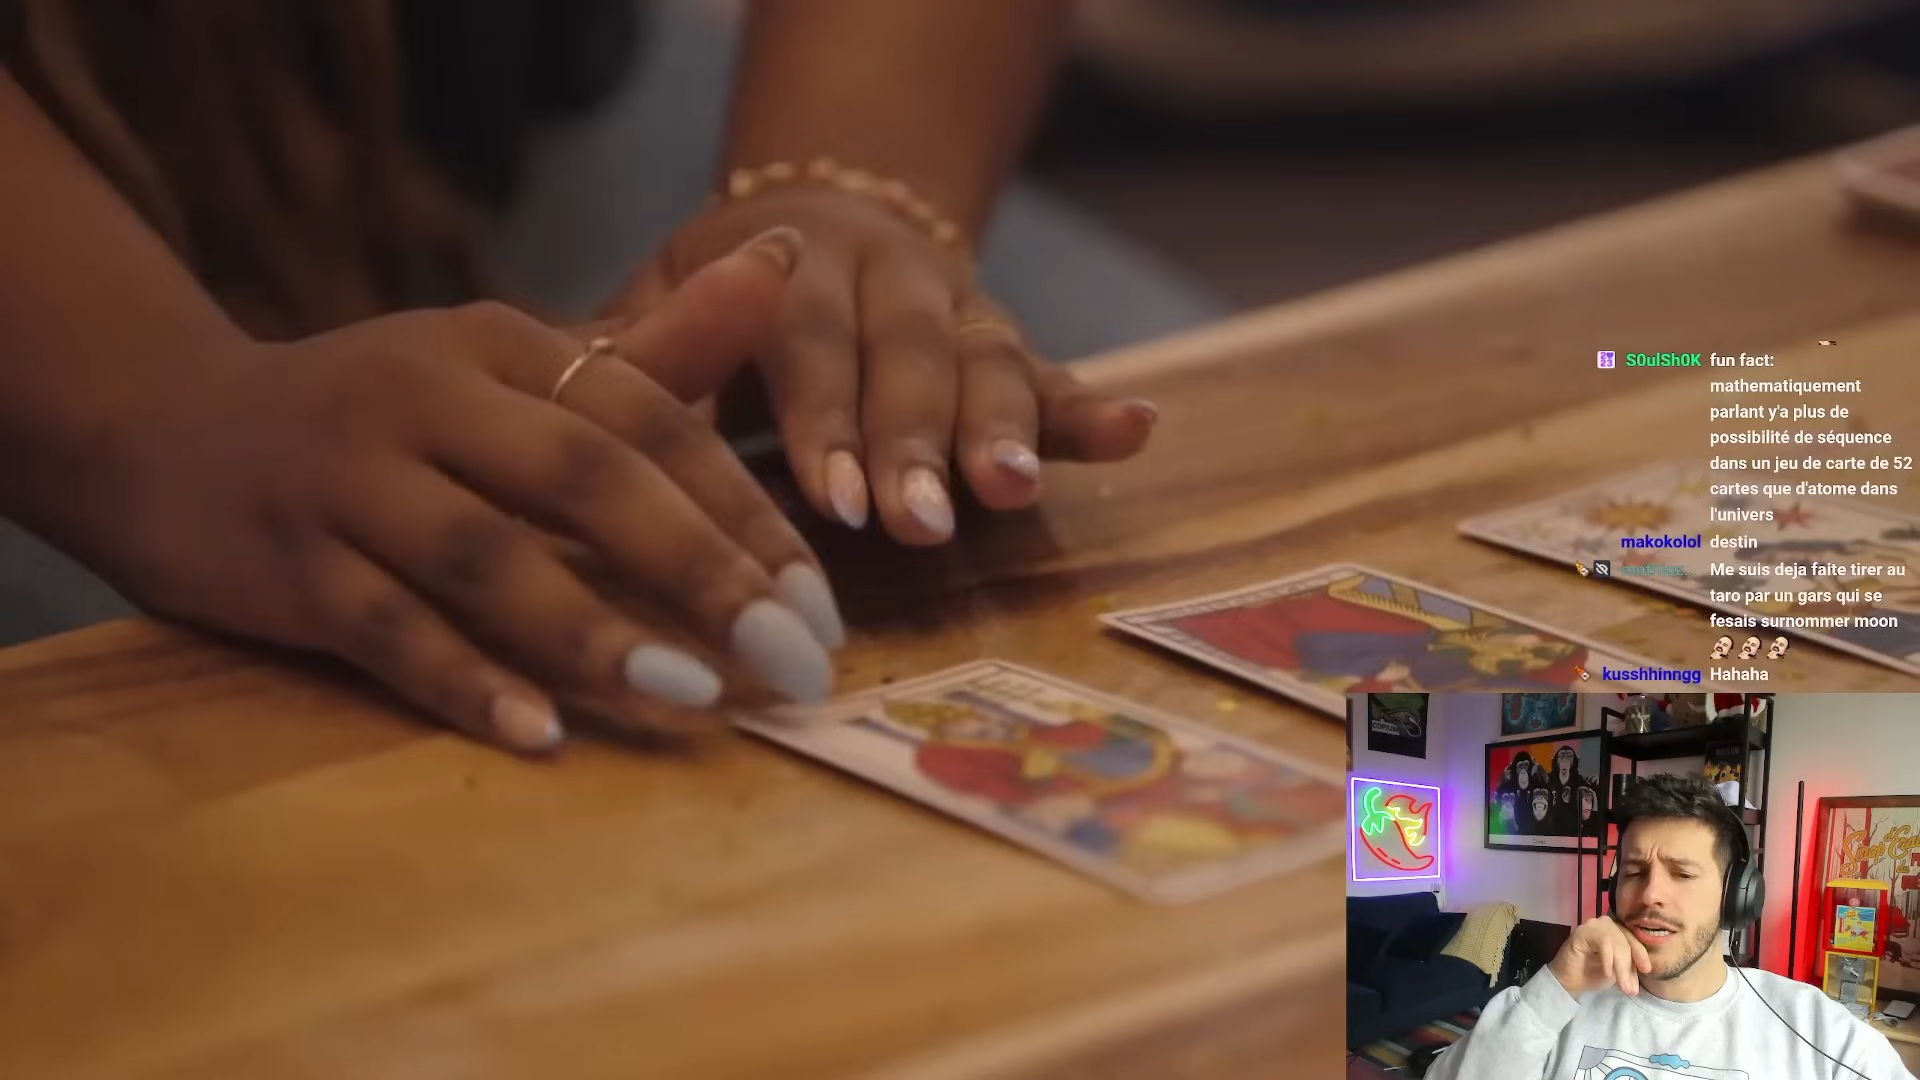 S0ulSh0K fun fact:
mathematiquement
parlant y'a plus de
possibilité de séquence
dans un jeu de carte de 52
cartes que d'atome dans
l'univers
makokolol destin
Me suis deja faite tirer au
taro par un gars qui se
fesais surnommer moon
kusshhinngg Hahaha
COPIUM